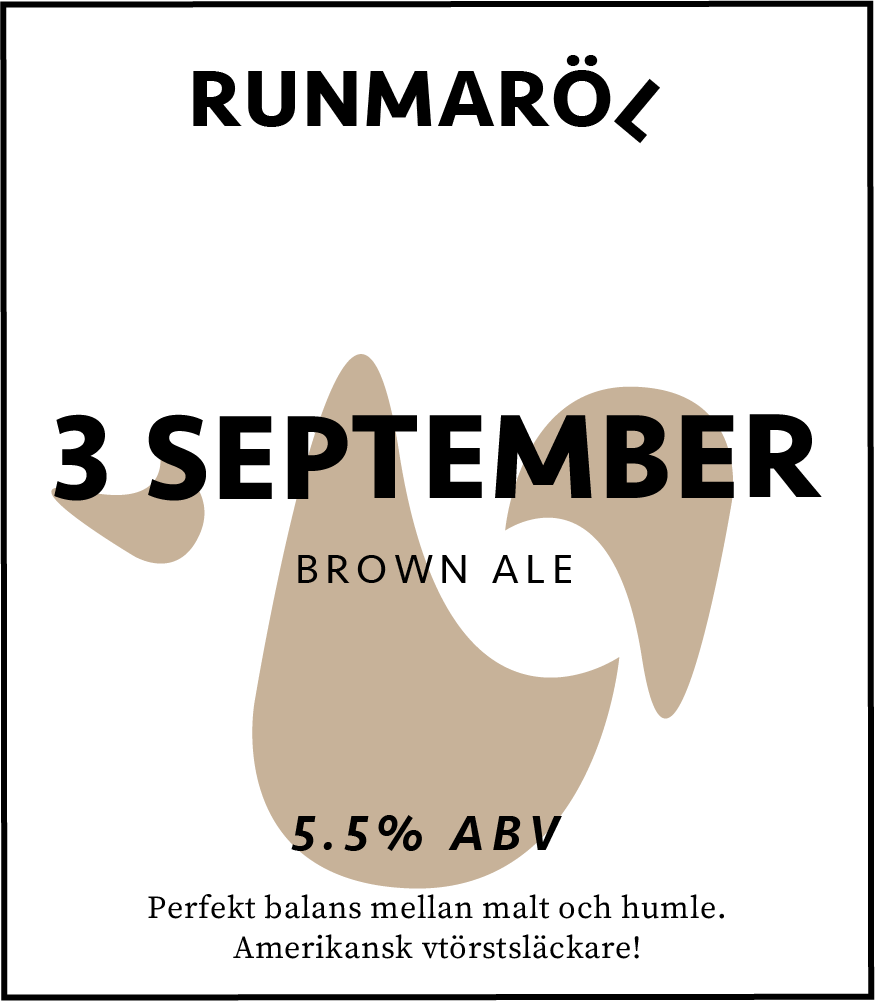 RUNMARÖL
3 SEPTEMBER
BROWN ALE
5.5% ABV
Perfekt balans mellan malt och humle.
Amerikansk vtörstsläckare!